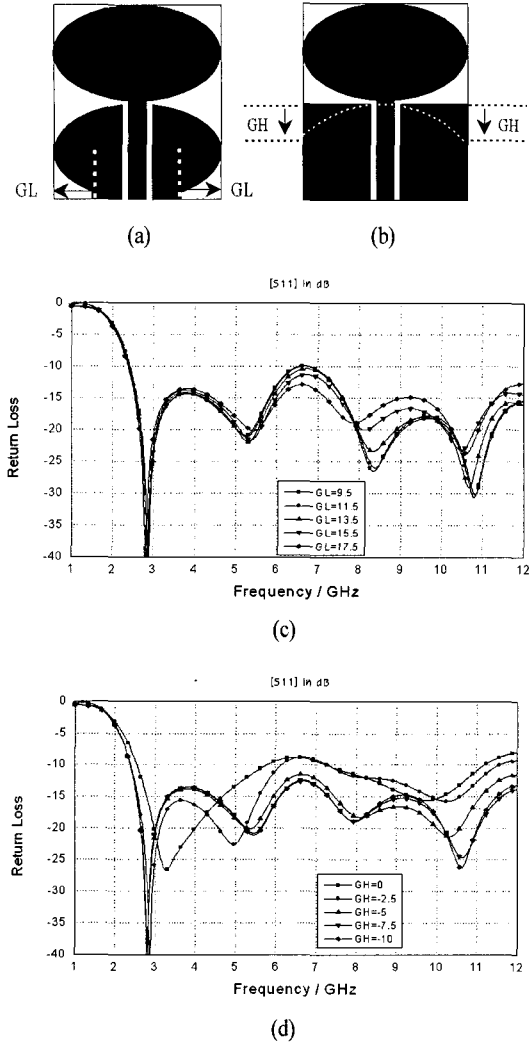 GL GL
(a)
GH GH
(b)
[S11] in dB
Return Loss
0
-5
-10
-15
-20
-25
-30
-35
-40
GL=9.5
GL=11.5
GL=13.5
GL=15.5
GL=17.5
1 2 3 4 5 6 7 8 9 10 11 12
Frequency / GHz
(c)
[S11] in dB
Return Loss
0
-5
-10
-15
-20
-25
-30
-35
-40
GH=0
GH=-2.5
GH=-5
GH=-7.5
GH=-10
1 2 3 4 5 6 7 8 9 10 11 12
Frequency / GHz
(d)